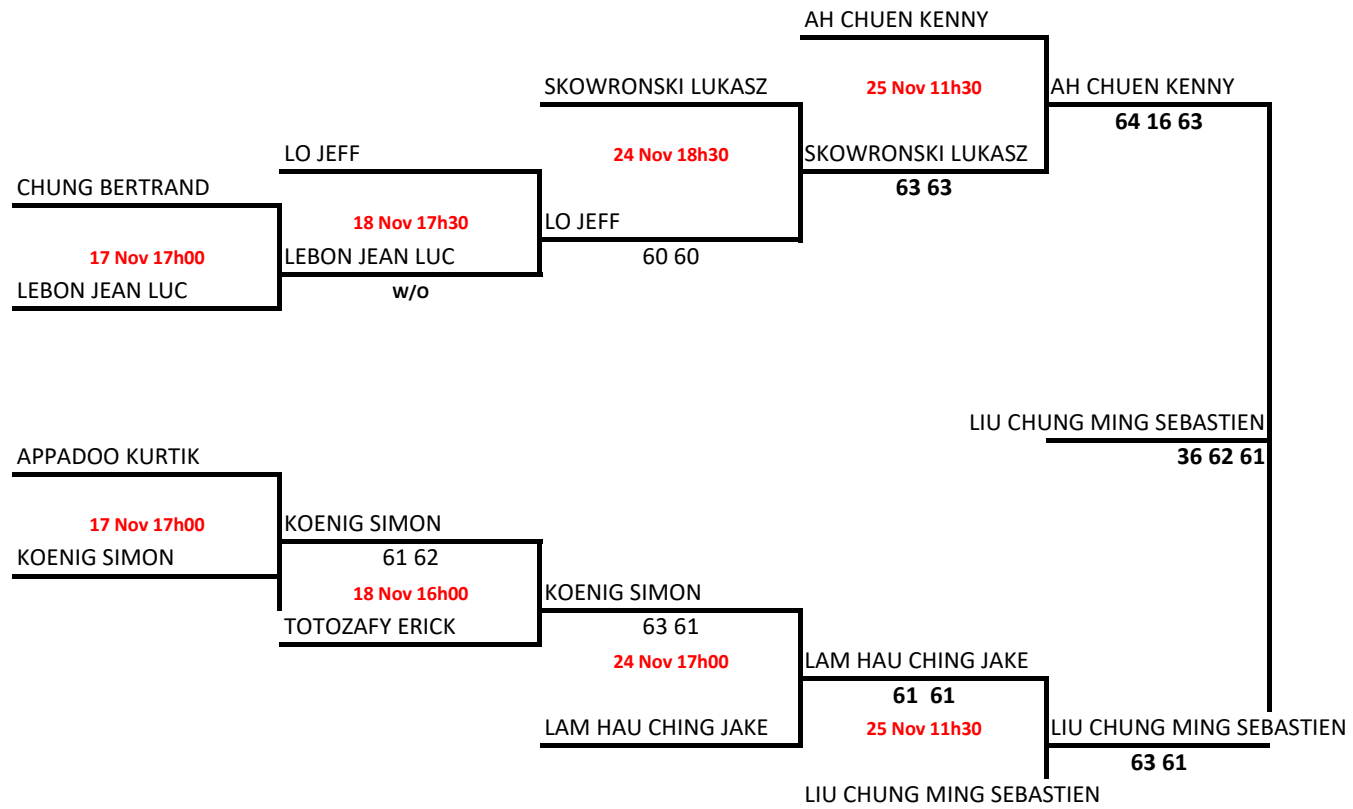 AH CHUEN KENNY
SKOWRONSKI LUKASZ
25 Nov 11h30
AH CHUEN KENNY
64 16 63
LO JEFF
24 Nov 18h30
SKOWRONSKI LUKASZ
63 63
CHUNG BERTRAND
18 Nov 17h30
LO JEFF
60 60
17 Nov 17h00
LEBON JEAN LUC
W/O
LEBON JEAN LUC
LIU CHUNG MING SEBASTIEN
36 62 61
APPADOO KURTIK
17 Nov 17h00
KOENIG SIMON
61 62
KOENIG SIMON
18 Nov 16h00
KOENIG SIMON
63 61
TOTOZAFY ERICK
24 Nov 17h00
LAM HAU CHING JAKE
61 61
LAM HAU CHING JAKE
25 Nov 11h30
LIU CHUNG MING SEBASTIEN
63 61
LIU CHUNG MING SEBASTIEN